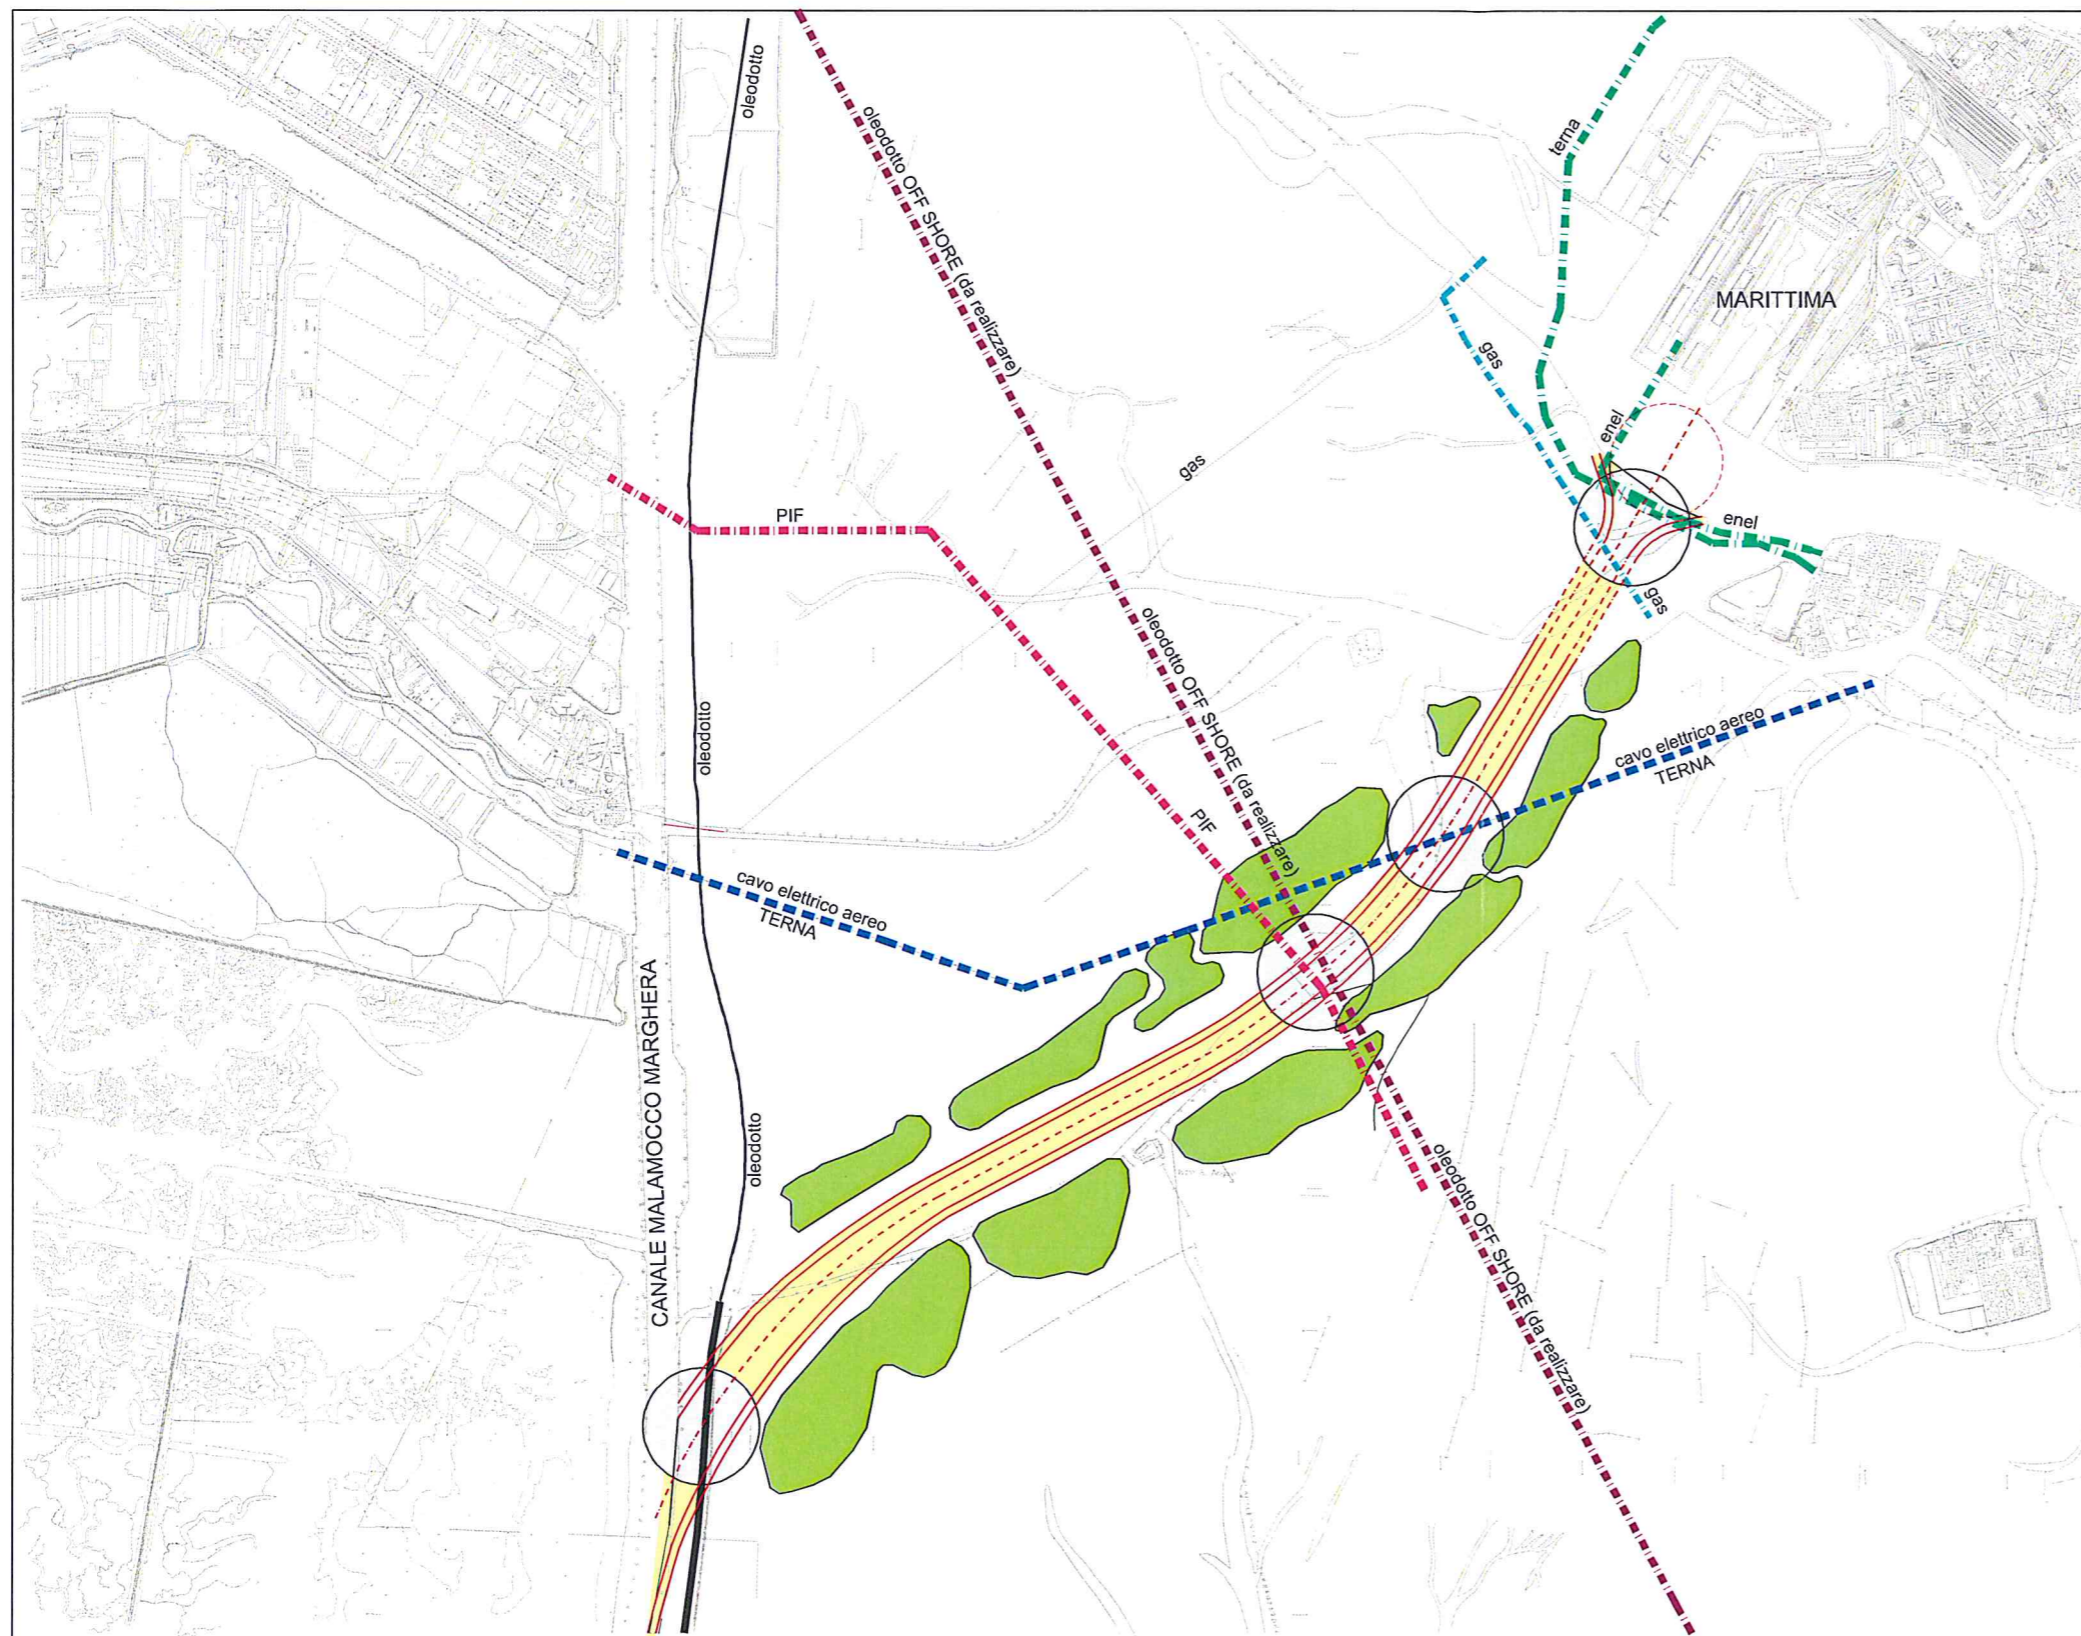 oleodotto
oleodotto OFF SHORE (da realizzare)
terna
MARITTIMA
gas
enel
gas
PIF
enel
gas
oleodotto OFF SHORE (da realizzare)
oleodotto
cavo elettrico aereo
TERNA
PIF
cavo elettrico aereo
TERNA
CANALE MALAMOCCO MARGHERA
oleodotto
oleodotto OFF SHORE (da realizzare)